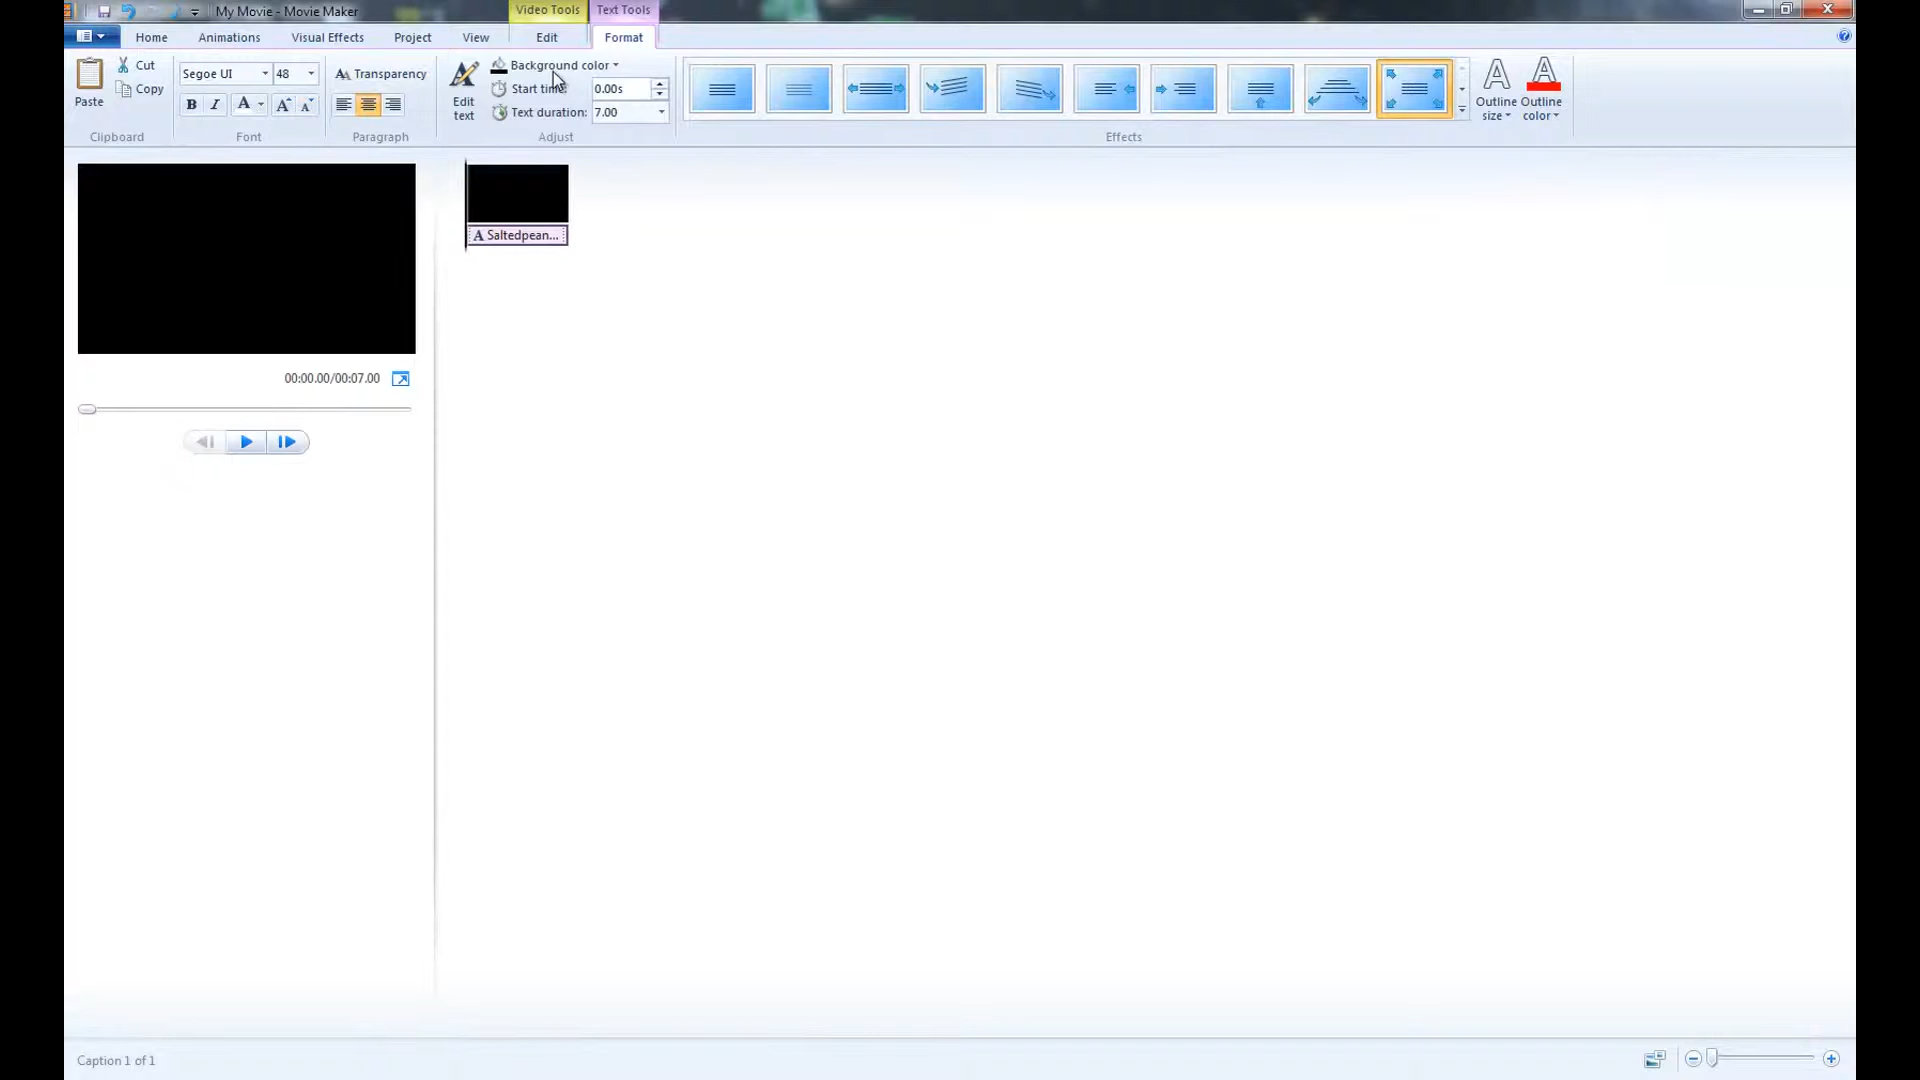 My Movie - Movie Maker
Video Tools
Text Tools
Home
Animations
Visual Effects
Project
View
Edit
Format
Paste
Cut
Copy
Clipboard
Segoe UI
48
B
I
A
A
A
Font
Transparency
Paragraph
Edit
text
Background color
Start time:
0.00s
Text duration:
7.00
Adjust
Effects
Outline
size
Outline
color
A Saltedpean...
00:00.00/00:07.00
Caption 1 of 1